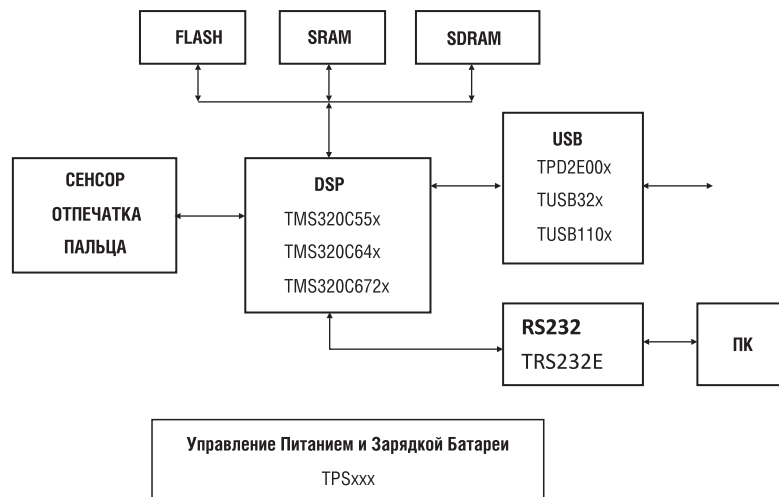 FLASH
SRAM
SDRAM
USB
TPD2E00x
TUSB32x
TUSB110x
СЕНСОР
ОТПЕЧАТКА
ПАЛЬЦА
DSP
TMS320C55x
TMS320C64x
TMS320C672x
RS232
TRS232E
ПК
Управление Питанием и Зарядкой Батареи
TPSxxx